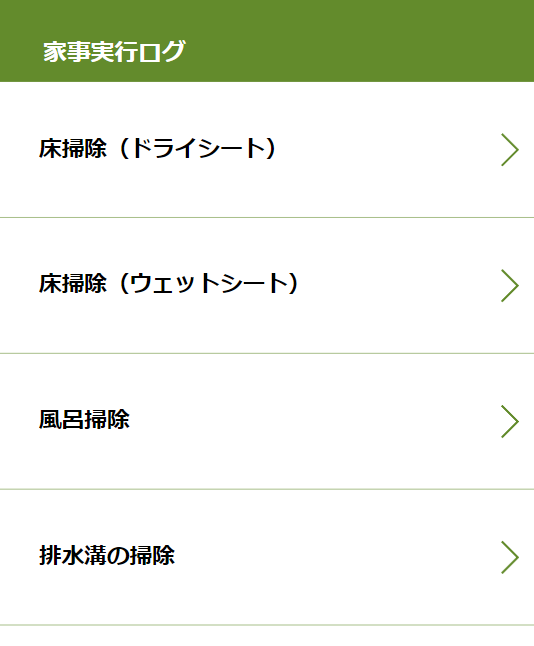 家事実行ログ
床掃除（ドライシート）
床掃除（ウェットシート）
風呂掃除
排水溝の掃除